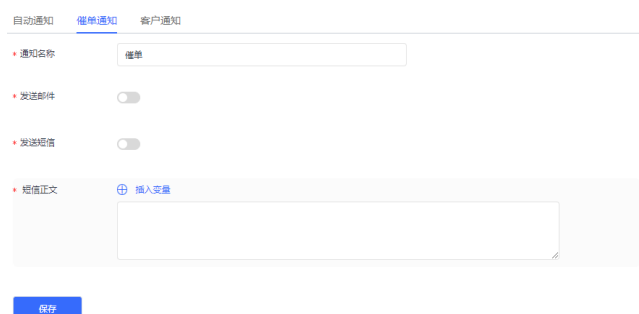 自动通知 催单通知 客户通知
* 通知名称 催单
* 发送邮件
* 发送短信
* 短信正文 插入变量
保存